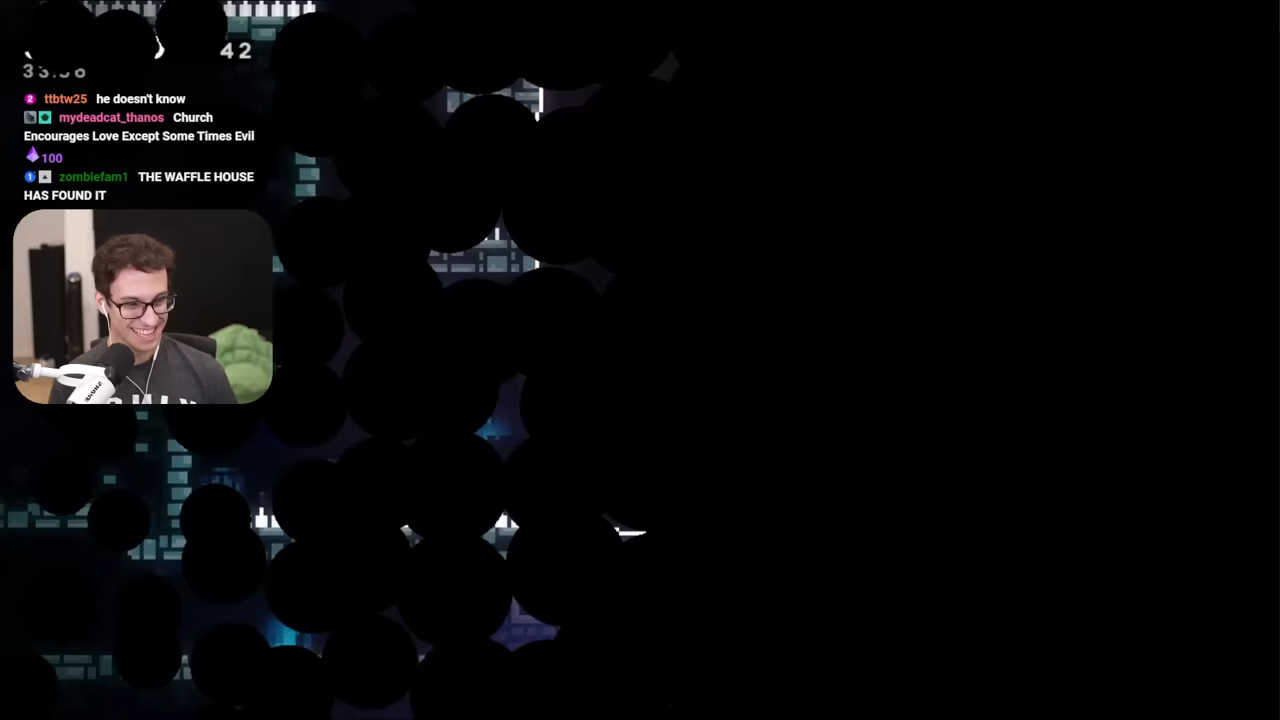 42
ttbtw25 he doesn't know
mydeadcat_thanos Church
Encourages Love Except Some Times Evil
100
zombiefam1 THE WAFFLE HOUSE
HAS FOUND IT